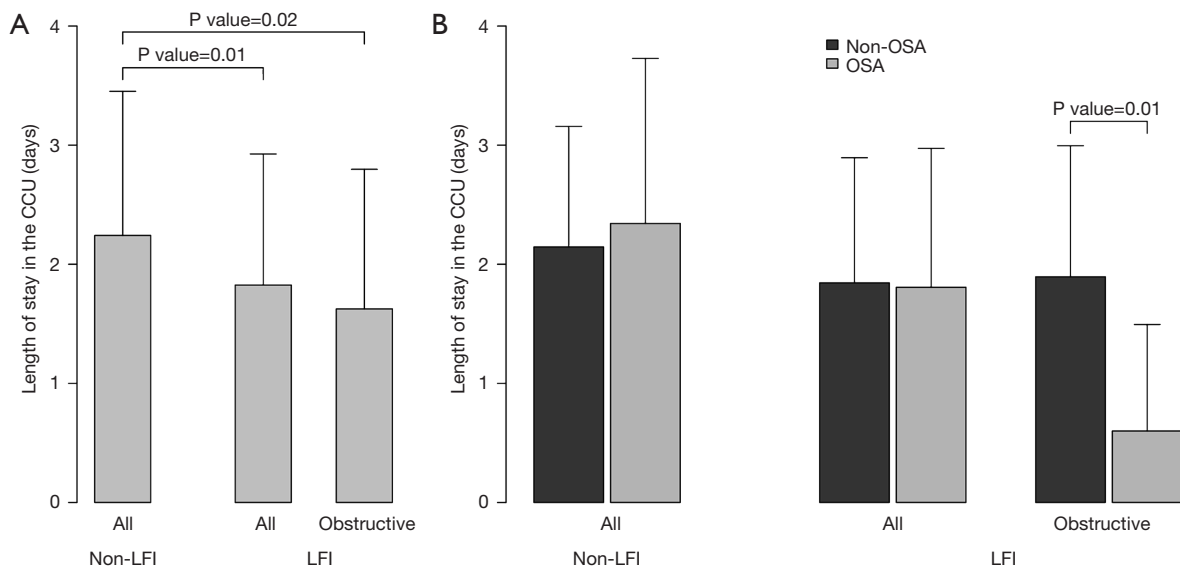 A
P value=0.02
P value=0.01
Length of stay in the CCU (days)
4
3
2
1
0
All
All
Obstructive
Non-LFI
LFI
B
Non-OSA
OSA
P value=0.01
Length of stay in the CCU (days)
4
3
2
1
0
All
All
Obstructive
Non-LFI
LFI